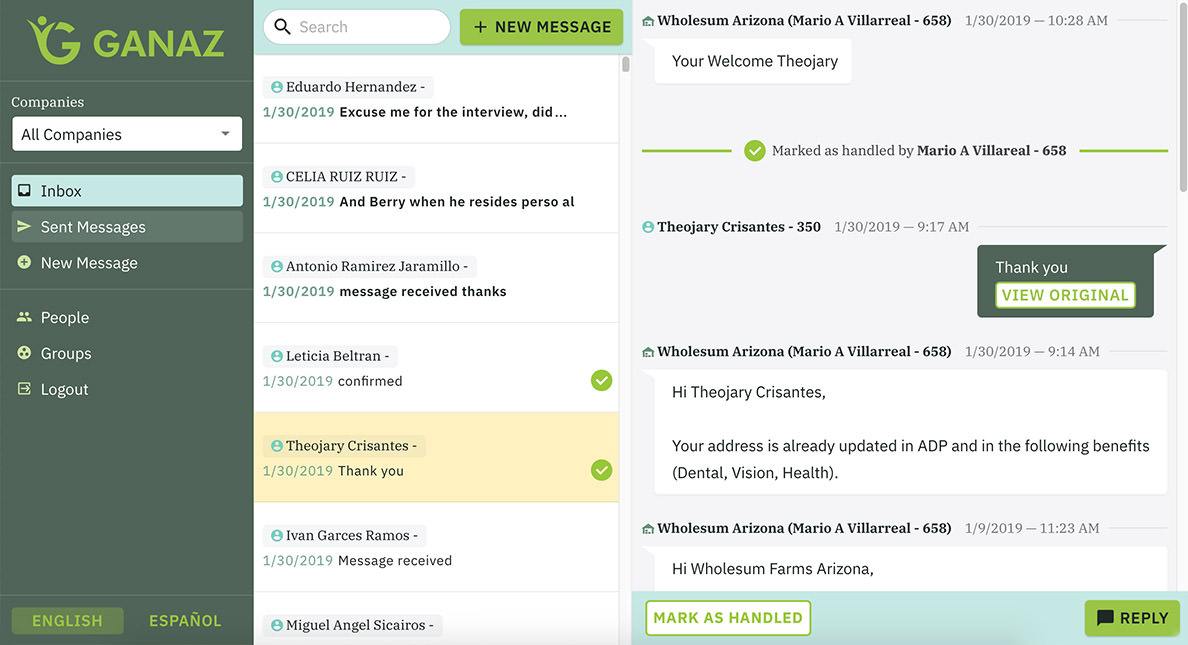 GANAZ
Companies
All Companies
Inbox
Sent Messages
New Message
People
Groups
Logout
ENGLISH
ESPAÑOL
Search
+ NEW MESSAGE
Eduardo Hernandez -
1/30/2019 Excuse me for the interview, did...
CELIA RUIZ RUIZ -
1/30/2019 And Berry when he resides perso al
Antonio Ramirez Jaramillo -
1/30/2019 message received thanks
Leticia Beltran -
1/30/2019 confirmed
Theojary Crisantes -
1/30/2019 Thank you
Ivan Garces Ramos -
1/30/2019 Message received
Miguel Angel Sicairos -
Wholesum Arizona (Mario A Villarreal - 658) 1/30/2019 — 10:28 AM
Your Welcome Theojary
Marked as handled by Mario A Villareal - 658
Theojary Crisantes - 350 1/30/2019 — 9:17 AM
Thank you
VIEW ORIGINAL
Wholesum Arizona (Mario A Villarreal - 658) 1/30/2019 — 9:14 AM
Hi Theojary Crisantes,
Your address is already updated in ADP and in the following benefits
(Dental, Vision, Health).
Wholesum Arizona (Mario A Villarreal - 658) 1/9/2019 — 11:23 AM
Hi Wholesum Farms Arizona,
MARK AS HANDLED
REPLY